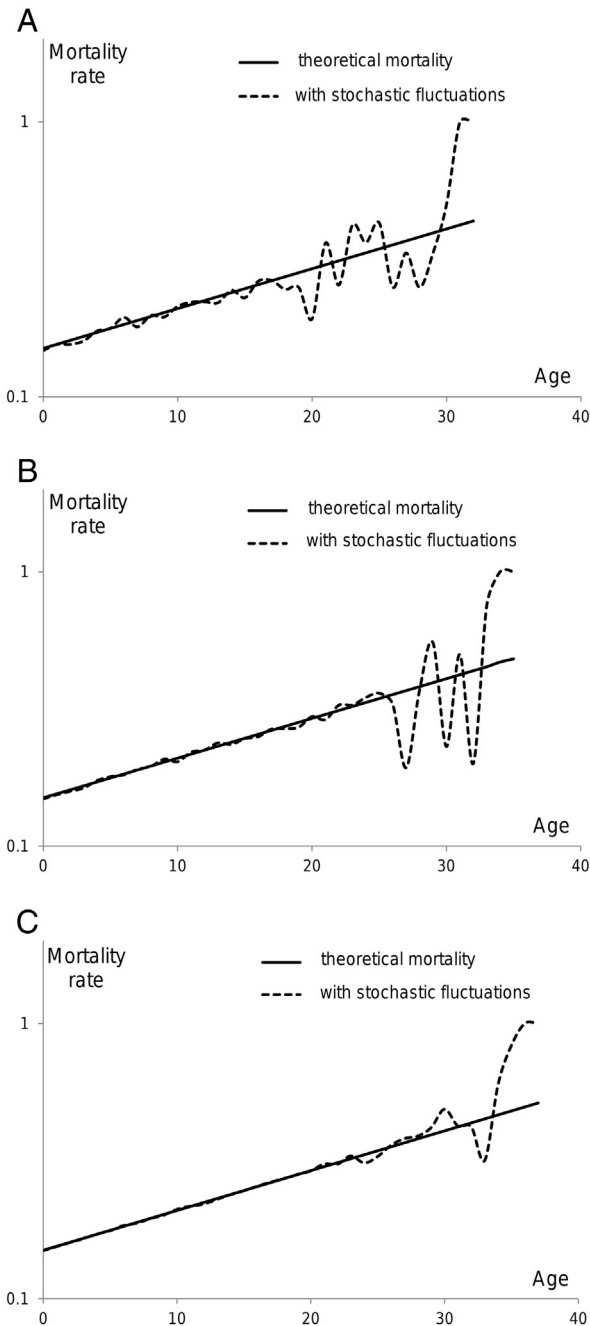 A
Mortality
rate
theoretical mortality
with stochastic fluctuations
1
0.1
Age
0 10 20 30 40
B
Mortality
rate
theoretical mortality
with stochastic fluctuations
1
0.1
Age
0 10 20 30 40
C
Mortality
rate
theoretical mortality
with stochastic fluctuations
1
0.1
Age
0 10 20 30 40